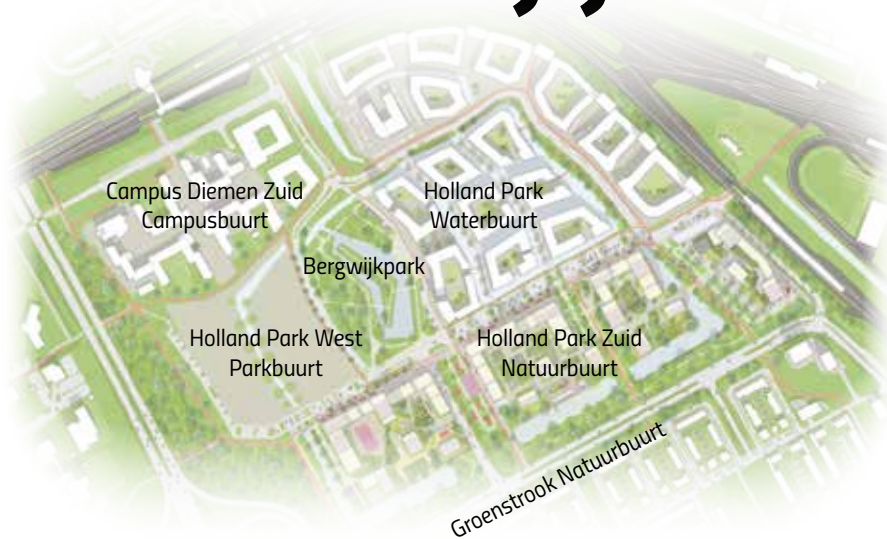 Campus Diemen Zuid
Campusbuurt
Holland Park
Waterbuurt
Bergwijkpark
Holland Park West
Parkbuurt
Holland Park Zuid
Natuurbuurt
Groenstrook Natuurbuurt